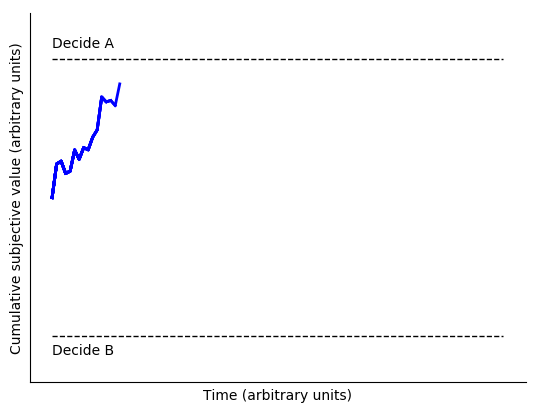 Decide A
Cumulative subjective value (arbitrary units)
Decide B
Time (arbitrary units)